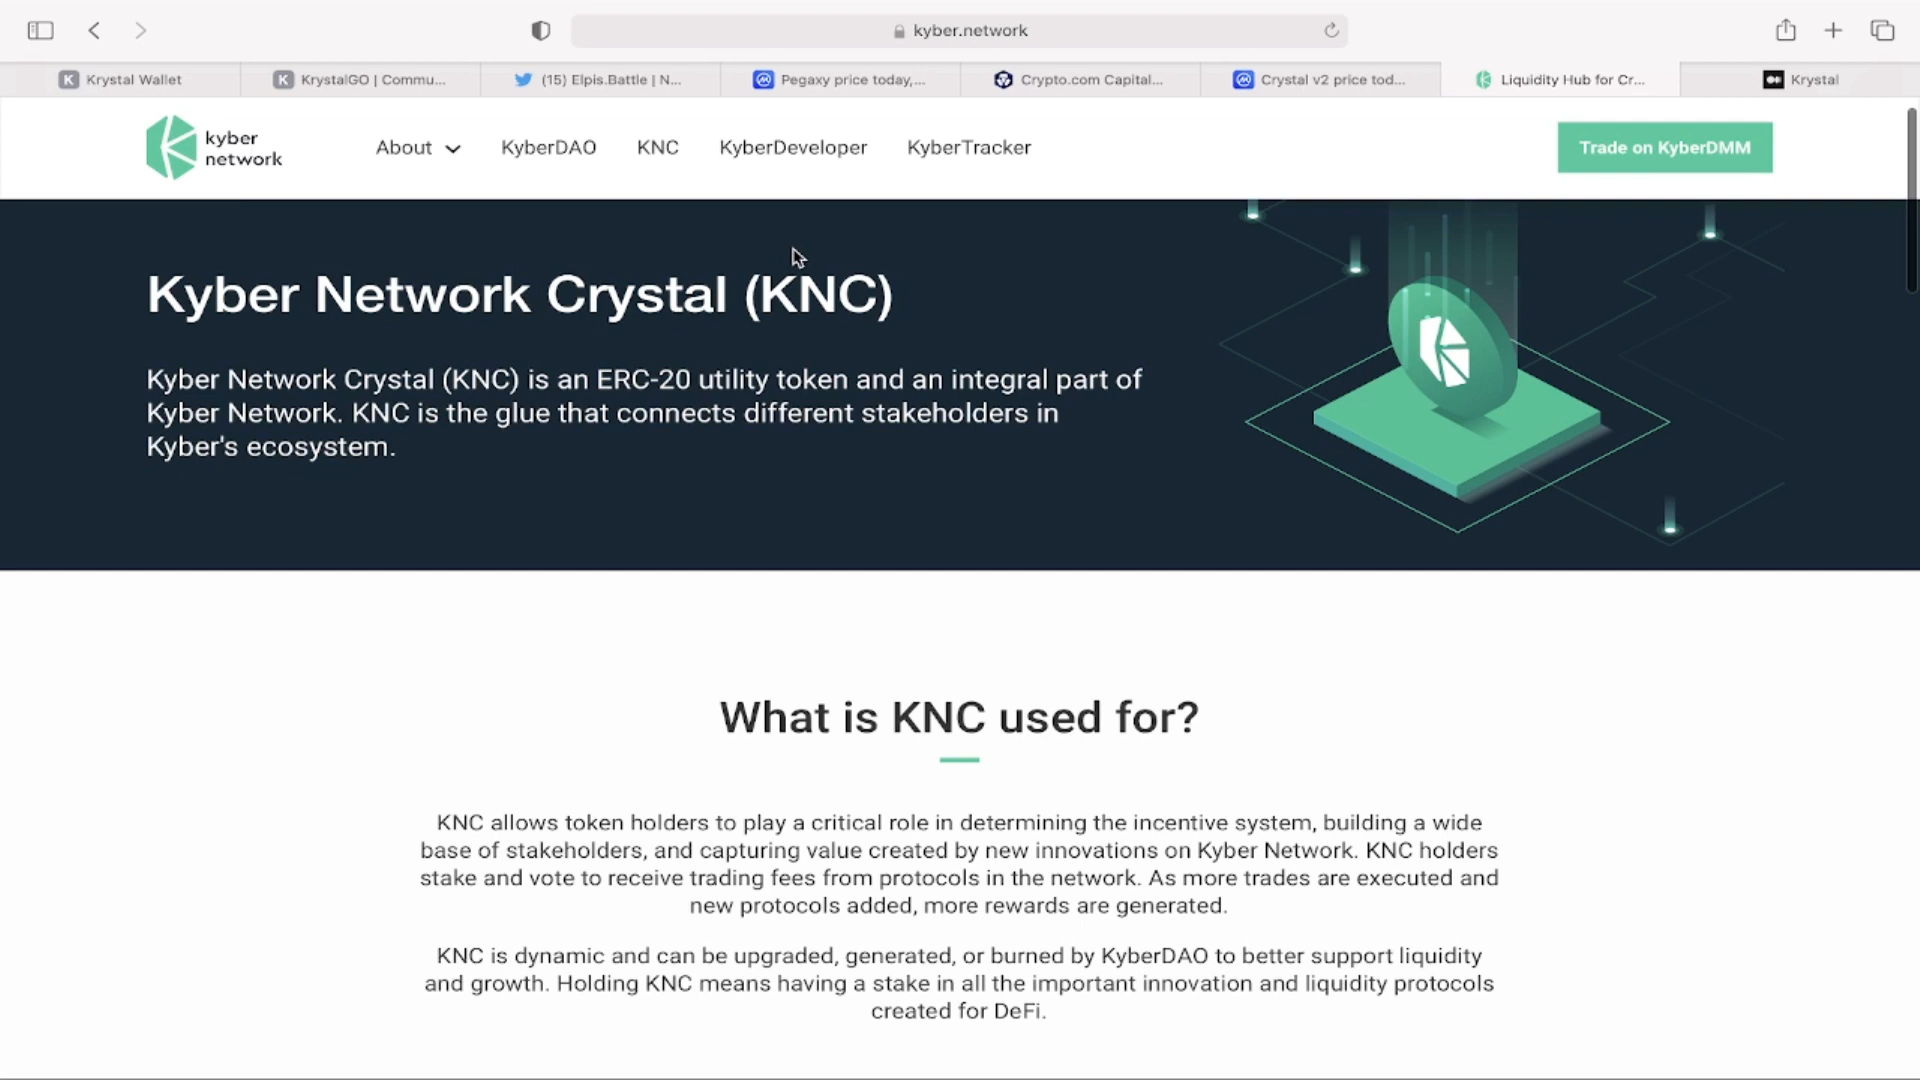 kyber.network
K Krystal Wallet
K KrystalGO | Commu...
(15) Elpis.Battle | N...
Pegaxy price today,...
Crypto.com Capital...
Crystal v2 price tod...
Liquidity Hub for Cr...
Krystal
kyber
network
About
KyberDAO
KNC
KyberDeveloper
KyberTracker
Trade on KyberDMM
Kyber Network Crystal (KNC)
Kyber Network Crystal (KNC) is an ERC-20 utility token and an integral part of
Kyber Network. KNC is the glue that connects different stakeholders in
Kyber's ecosystem.
What is KNC used for?
KNC allows token holders to play a critical role in determining the incentive system, building a wide
base of stakeholders, and capturing value created by new innovations on Kyber Network. KNC holders
stake and vote to receive trading fees from protocols in the network. As more trades are executed and
new protocols added, more rewards are generated.
KNC is dynamic and can be upgraded, generated, or burned by KyberDAO to better support liquidity
and growth. Holding KNC means having a stake in all the important innovation and liquidity protocols
created for DeFi.